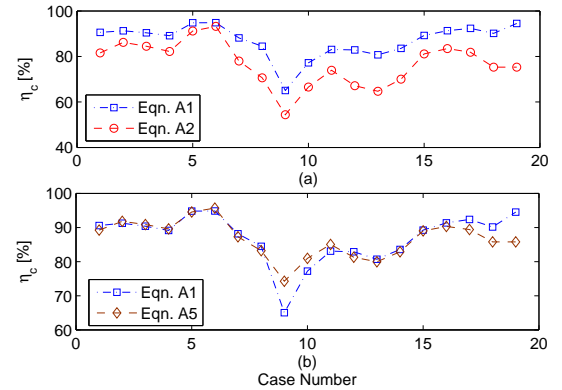 100
80
60
40
η_c [%]
Eqn. A1
Eqn. A2
0 5 10 15 20
(a)
100
90
80
70
60
η_c [%]
Eqn. A1
Eqn. A5
0 5 10 15 20
(b)
Case Number